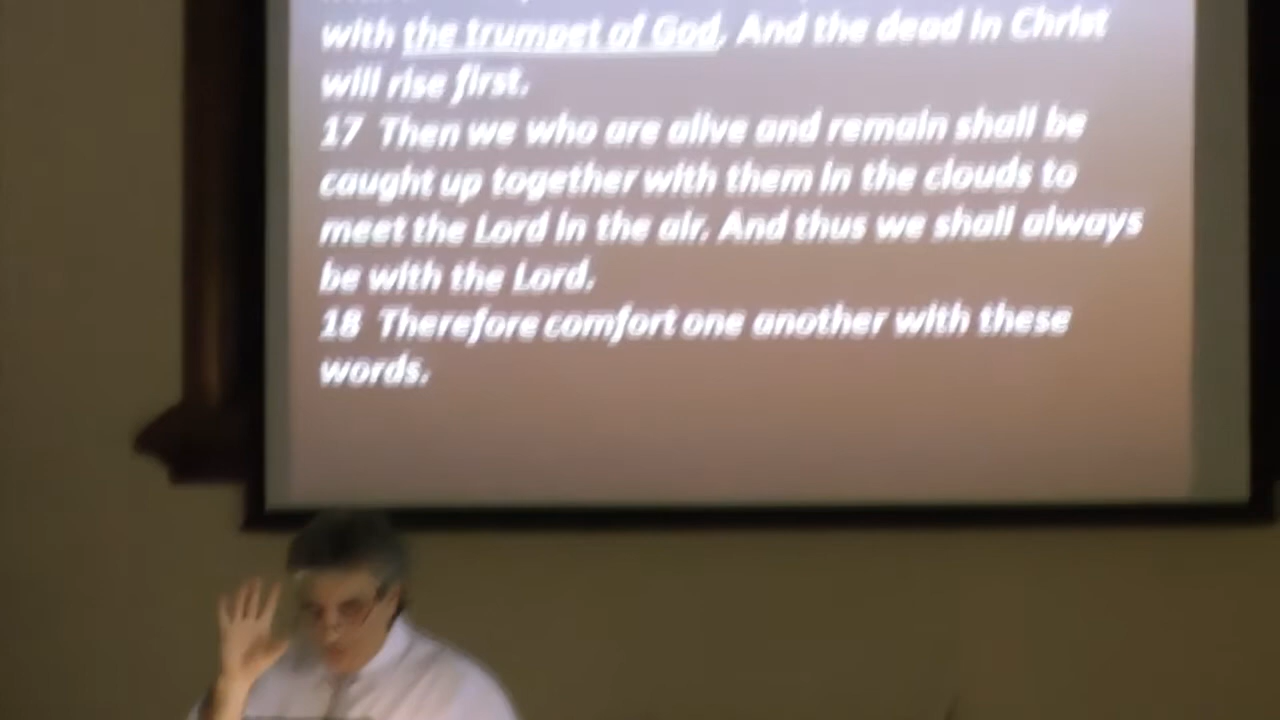 with the trumpet of God. And the dead in Christ
will rise first.
17 Then we who are alive and remain shall be
caught up together with them in the clouds to
meet the Lord in the air. And thus we shall always
be with the Lord.
18 Therefore comfort one another with these
words.